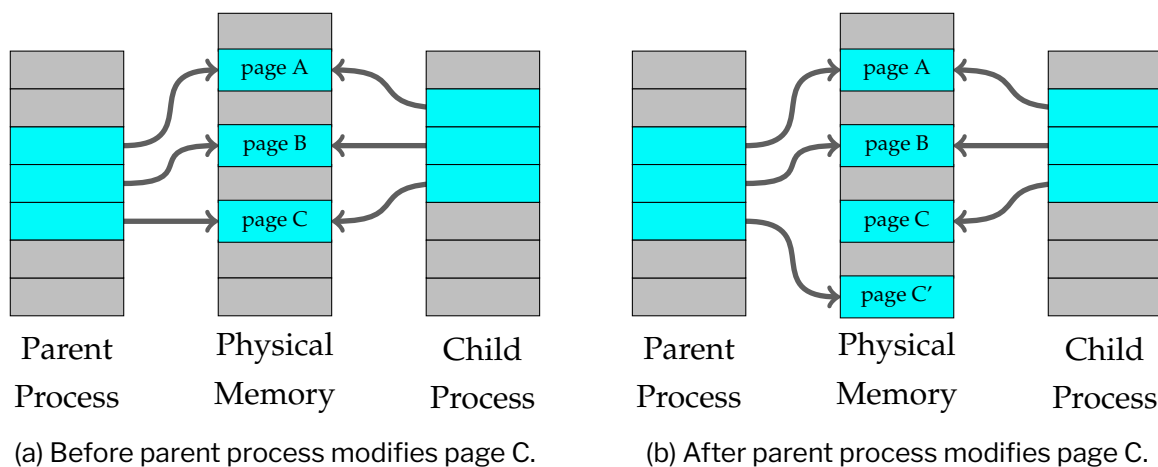 page A
page B
page C
Parent
Process
Physical
Memory
Child
Process
(a) Before parent process modifies page C.
page A
page B
page C
page C’
Parent
Process
Physical
Memory
Child
Process
(b) After parent process modifies page C.